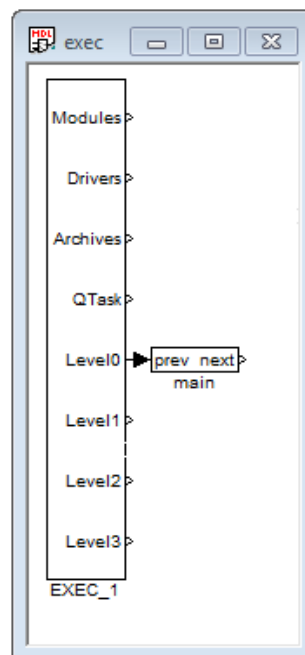 MDL
exec
Modules
Drivers
Archives
QTask
Level0
prev next
main
Level1
Level2
Level3
EXEC_1